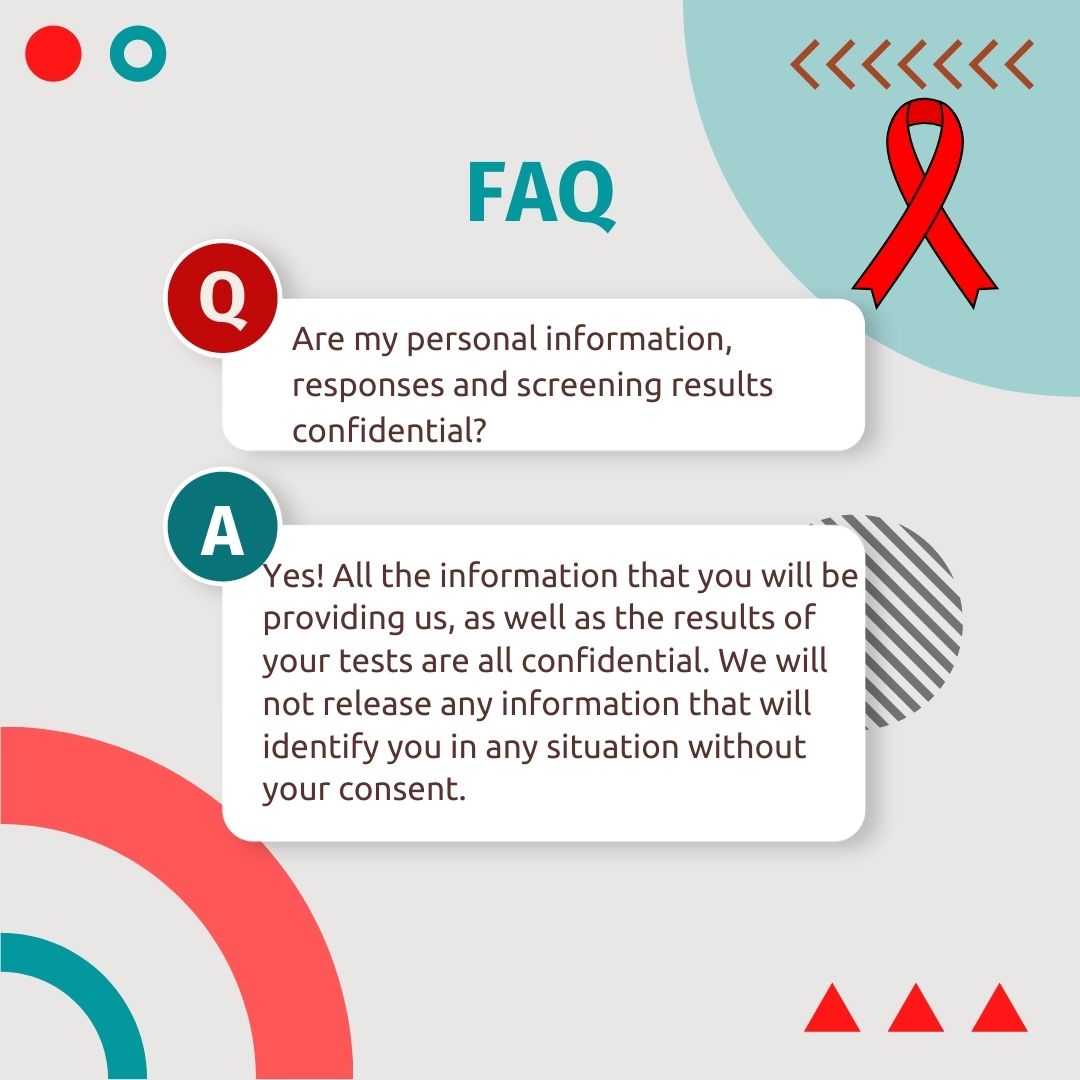 FAQ
Q
Are my personal information,
responses and screening results
confidential?
A
Yes! All the information that you will be
providing us, as well as the results of
your tests are all confidential. We will
not release any information that will
identify you in any situation without
your consent.